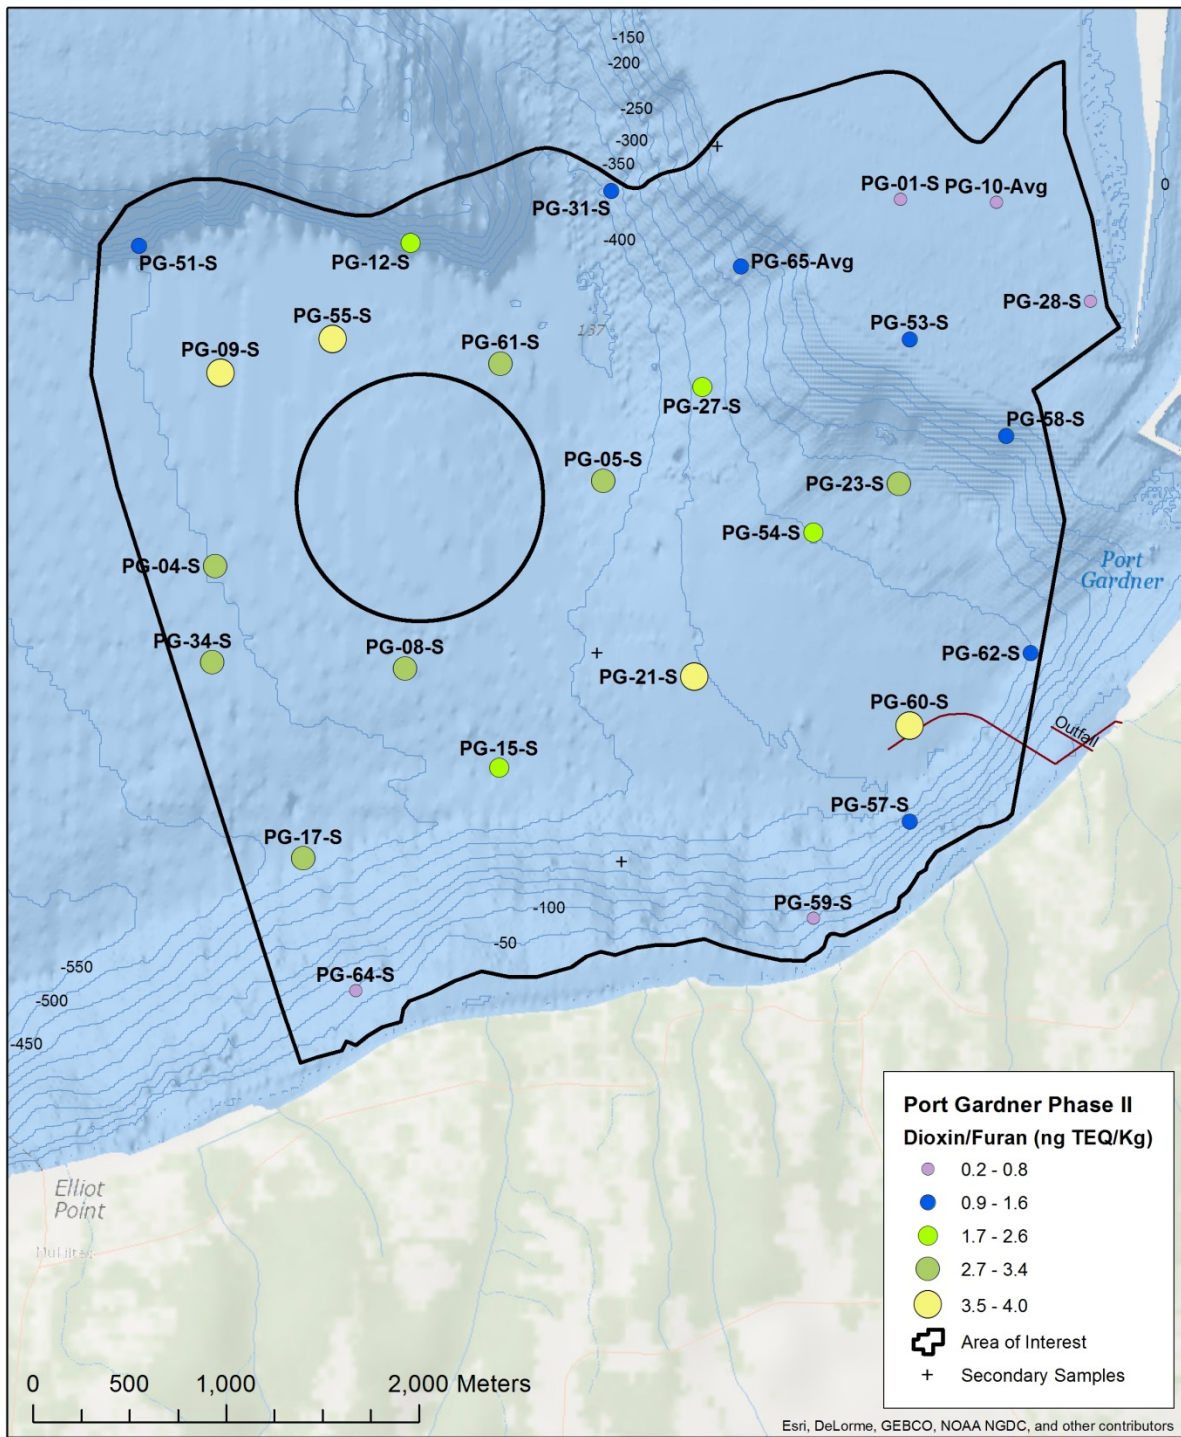 -150
-200
-250
-300
-350
-400
0
PG-01-S
PG-10-Avg
PG-31-S
PG-51-S
PG-12-S
PG-65-Avg
PG-28-S
PG-55-S
PG-53-S
137
PG-09-S
PG-61-S
PG-27-S
PG-58-S
PG-05-S
PG-23-S
PG-54-S
PG-04-S
Port
Gardner
PG-34-S
PG-08-S
PG-62-S
PG-21-S
PG-60-S
Outfall
PG-15-S
PG-57-S
PG-17-S
PG-59-S
-100
-50
PG-64-S
-550
-500
-450
Elliot
Point
Port Gardner Phase II
Dioxin/Furan (ng TEQ/Kg)
0.2 - 0.8
0.9 - 1.6
1.7 - 2.6
2.7 - 3.4
3.5 - 4.0
Area of Interest
Secondary Samples
0 500 1,000 2,000 Meters
Esri, DeLorme, GEBCO, NOAA NGDC, and other contributors